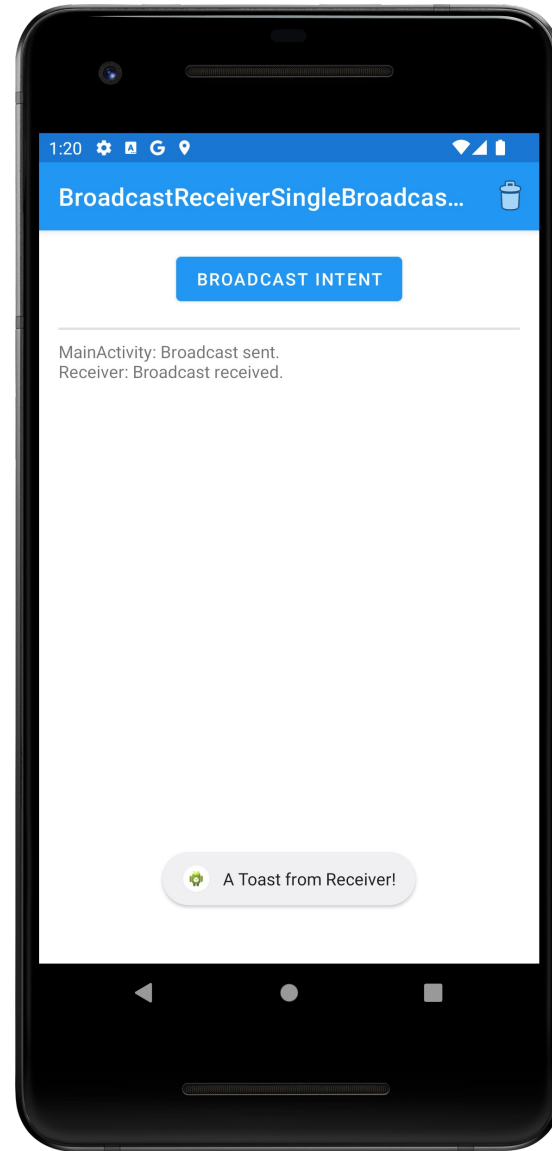 1:20
BroadcastReceiverSingleBroadcas...
BROADCAST INTENT
MainActivity: Broadcast sent.
Receiver: Broadcast received.
A Toast from Receiver!